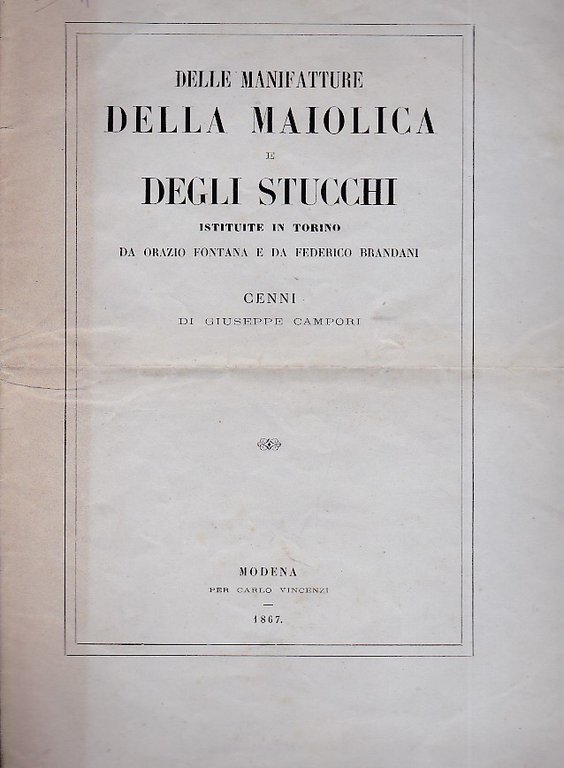 DELLE MANIFATTURE
DELLA MAIOLICA
E
DEGLI STUCCHI
ISTITUITE IN TORINO
DA ORAZIO FONTANA E DA FEDERICO BRANDANI
CENNI
DI GIUSEPPE CAMPORI
MODENA
PER CARLO VINCENZI
1867.